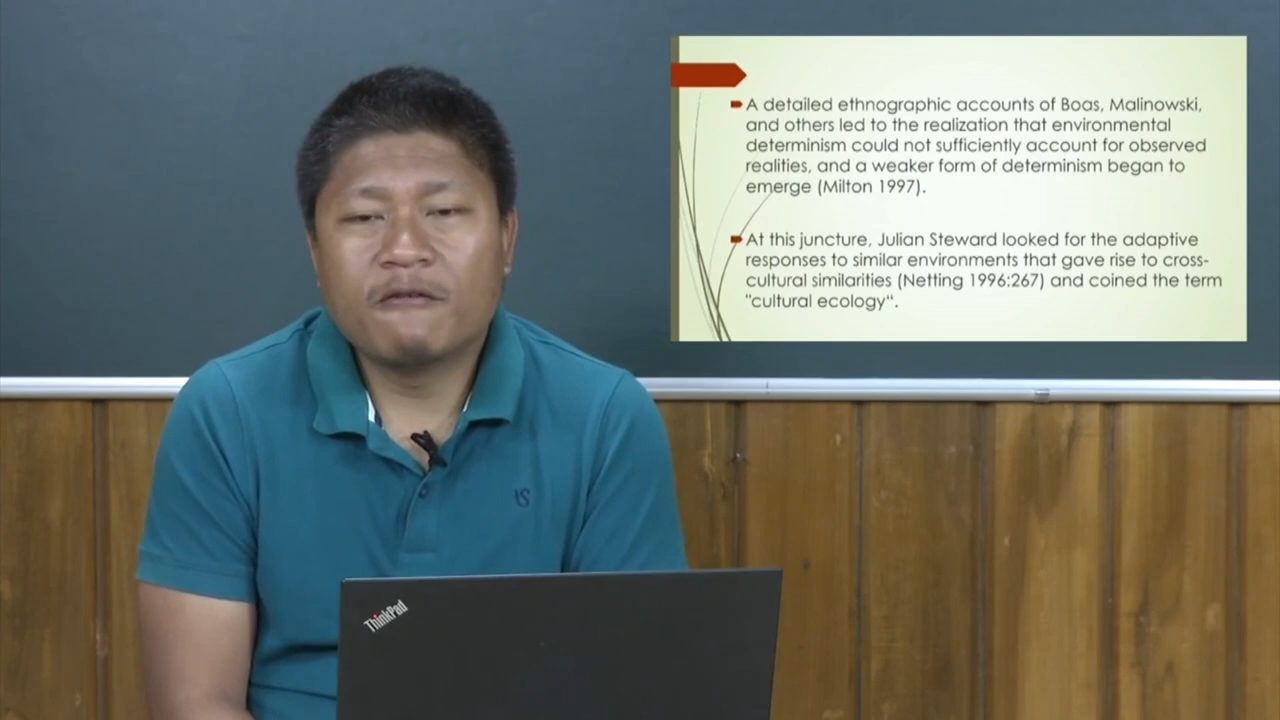 A detailed ethnographic accounts of Boas, Malinowski,
and others led to the realization that environmental
determinism could not sufficiently account for observed
realities, and a weaker form of determinism began to
emerge (Milton 1997).
At this juncture, Julian Steward looked for the adaptive
responses to similar environments that gave rise to cross-
cultural similarities (Netting 1996:267) and coined the term
"cultural ecology“.
ThinkPad